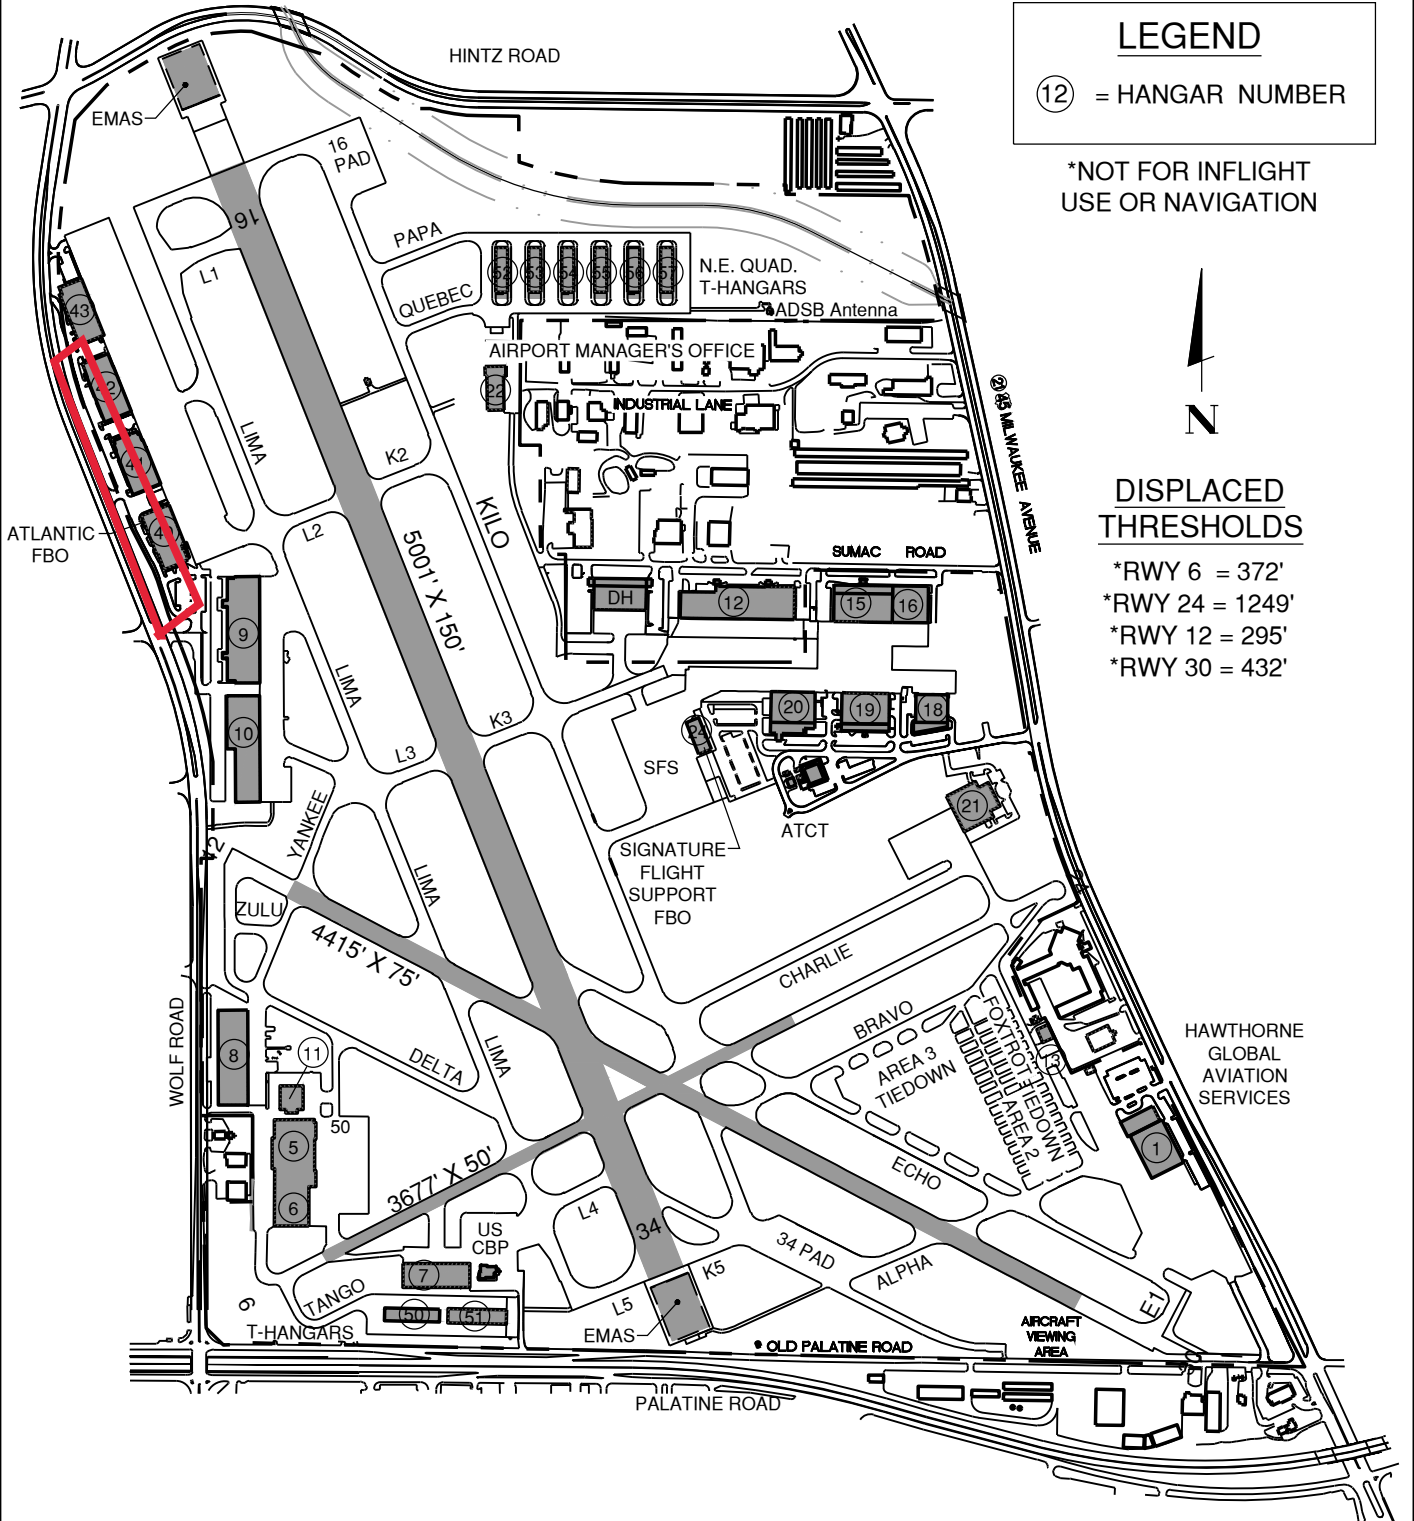 HINTZ ROAD
LEGEND
12 = HANGAR NUMBER
*NOT FOR INFLIGHT
USE OR NAVIGATION
EMAS
16
PAD
16
PAPA
L1
QUEBEC
52 53 54 55 56 57
N.E. QUAD.
T-HANGARS
ADSB Antenna
43
AIRPORT MANAGER'S OFFICE
42
22
INDUSTRIAL LANE
MILWAUKEE AVENUE
N
LIMA
K2
41
KILO
DISPLACED
THRESHOLDS
*RWY 6 = 372'
*RWY 24 = 1249'
*RWY 12 = 295'
*RWY 30 = 432'
ATLANTIC
FBO
40
L2
5001' X 150'
SUMAC ROAD
DH
12
15
16
9
LIMA
K3
10
L3
24
20
19
18
SFS
YANKEE
21
ATCT
12
SIGNATURE
FLIGHT
SUPPORT
FBO
LIMA
24
ZULU
4415' X 75'
CHARLIE
BRAVO
WOLF ROAD
8
11
7
DELTA
LIMA
AREA 3
TIEDOWN
FOXTROT TIEDOWN
AREA 2
13
HAWTHORNE
GLOBAL
AVIATION
SERVICES
50
5
6
3677' X 50'
1
ECHO
L4
34
US
CBP
34 PAD
7
K5
ALPHA
TANGO
6
50
51
L5
E1
T-HANGARS
EMAS
OLD PALATINE ROAD
AIRCRAFT
VIEWING
AREA
PALATINE ROAD